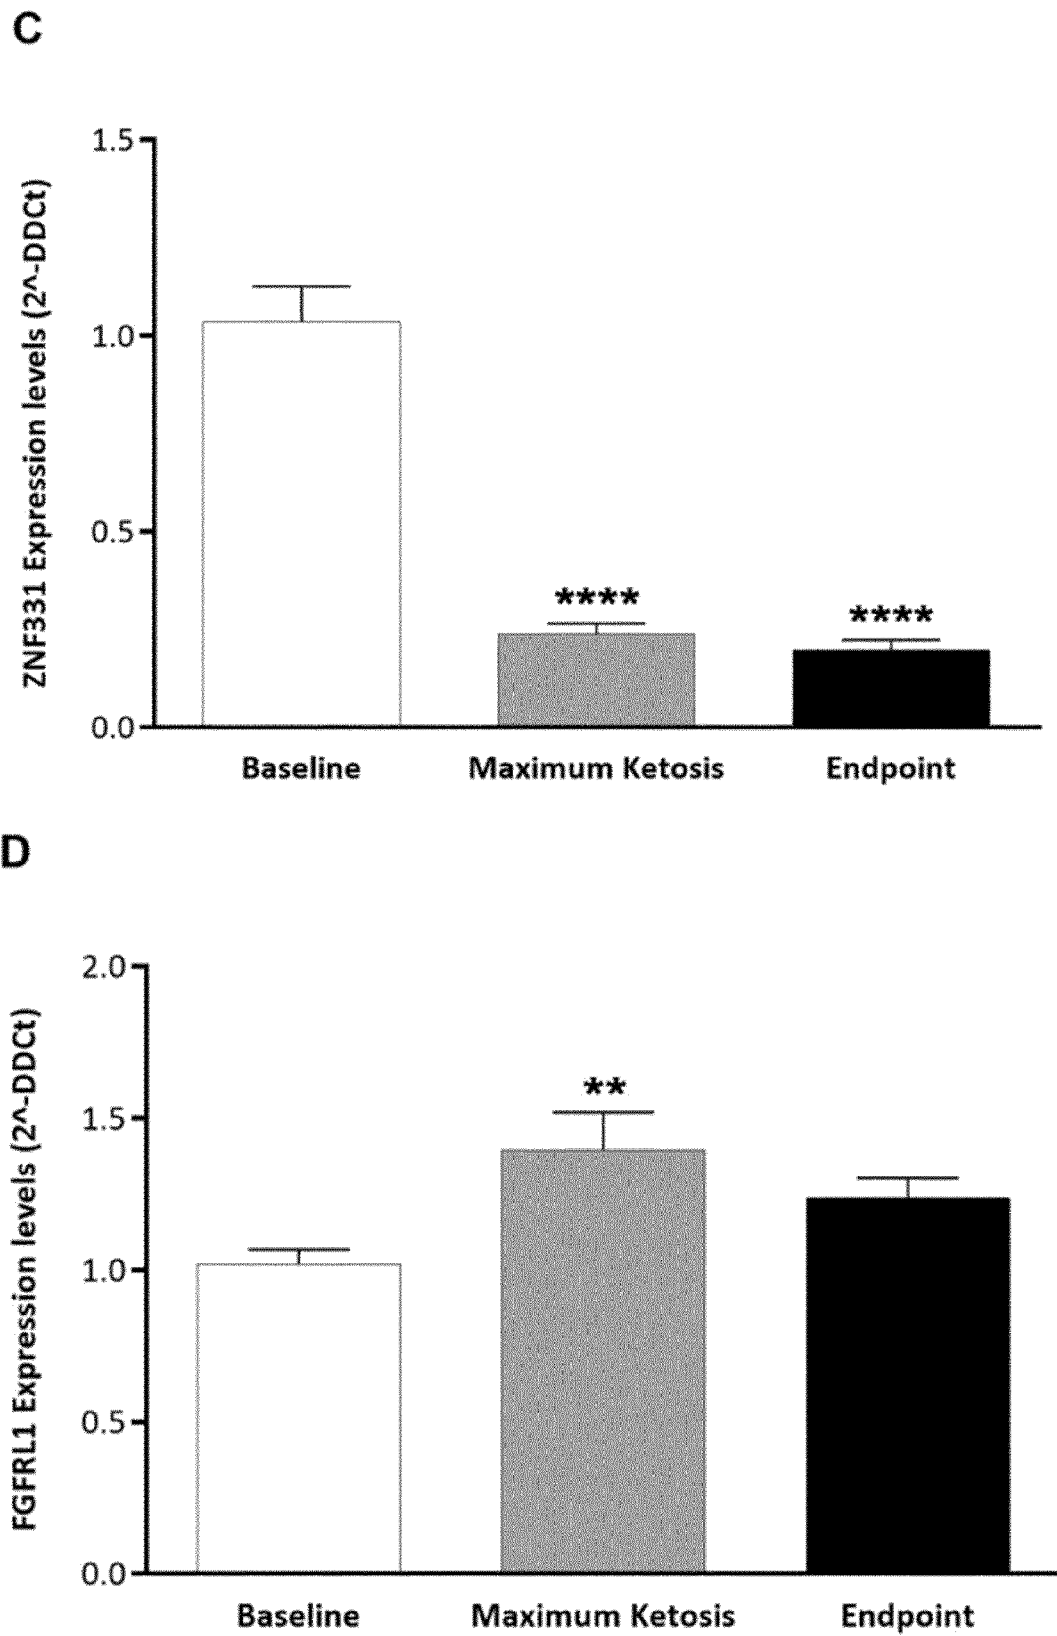 C
ZNF331 Expression levels (2^-DDCt)
1.5
1.0
0.5
0.0
****
****
Baseline Maximum Ketosis Endpoint
D
FGFRL1 Expression levels (2^-DDCt)
2.0
1.5
1.0
0.5
0.0
**
Baseline Maximum Ketosis Endpoint